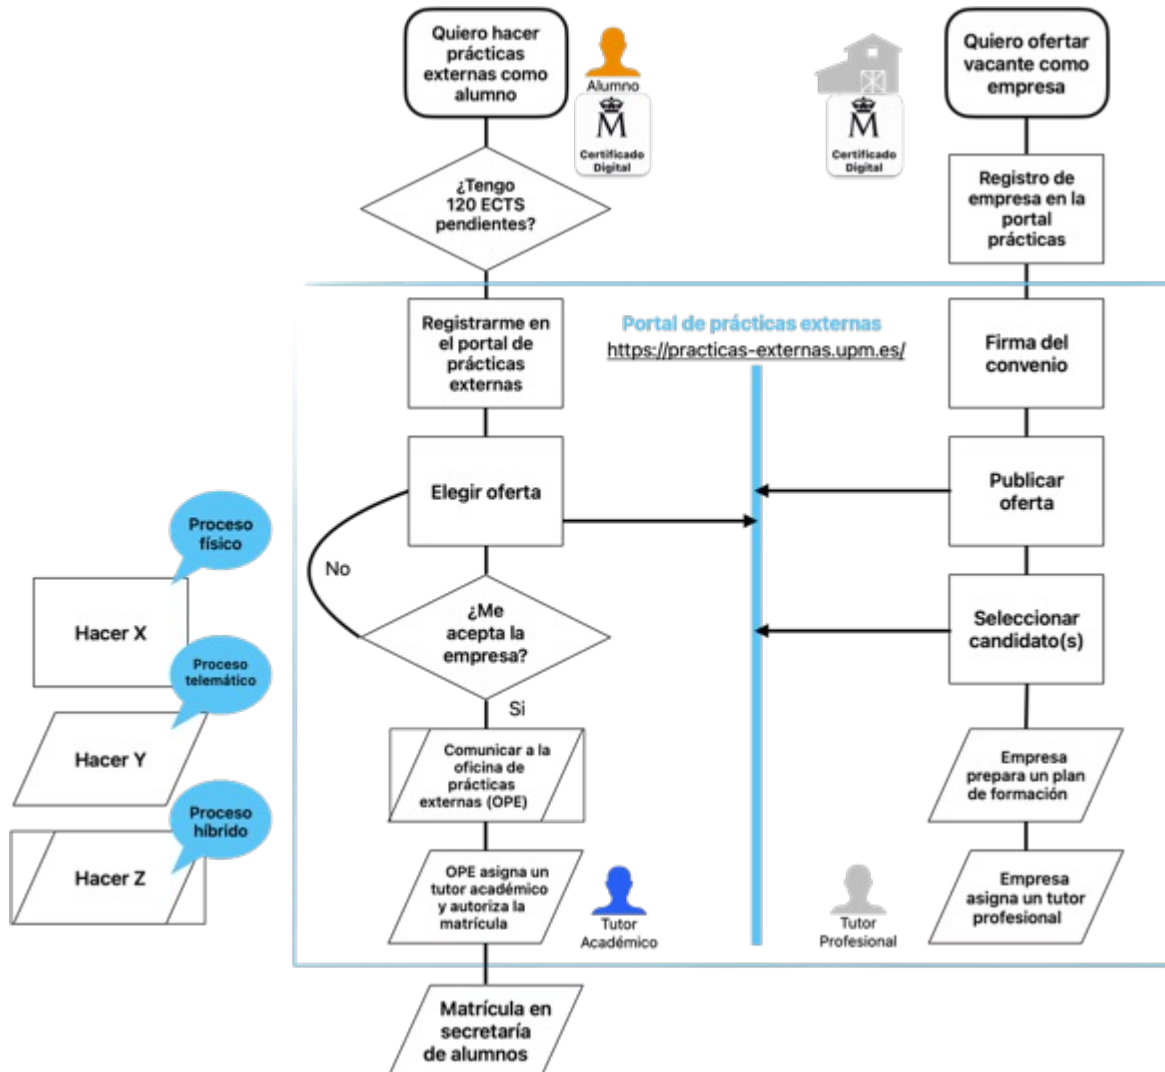 Quiero hacer
prácticas
externas como
alumno
Alumno
M
Certificado
Digital
¿Tengo
120 ECTS
pendientes?
Quiero ofertar
vacante como
empresa
M
Certificado
Digital
Registro de
empresa en la
portal
prácticas
Registrarme en
el portal de
prácticas
externas
Portal de prácticas externas
https://practicas-externas.upm.es/
Firma del
convenio
Elegir oferta
Publicar
oferta
No
¿Me
acepta la
empresa?
Seleccionar
candidato(s)
Si
Proceso
físico
Hacer X
Proceso
telemático
Hacer Y
Proceso
híbrido
Hacer Z
Comunicar a la
oficina de
prácticas
externas (OPE)
Empresa
prepara un plan
de formación
OPE asigna un
tutor académico
y autoriza la
matrícula
Tutor
Académico
Tutor
Profesional
Empresa
asigna un tutor
profesional
Matrícula en
secretaría
de alumnos